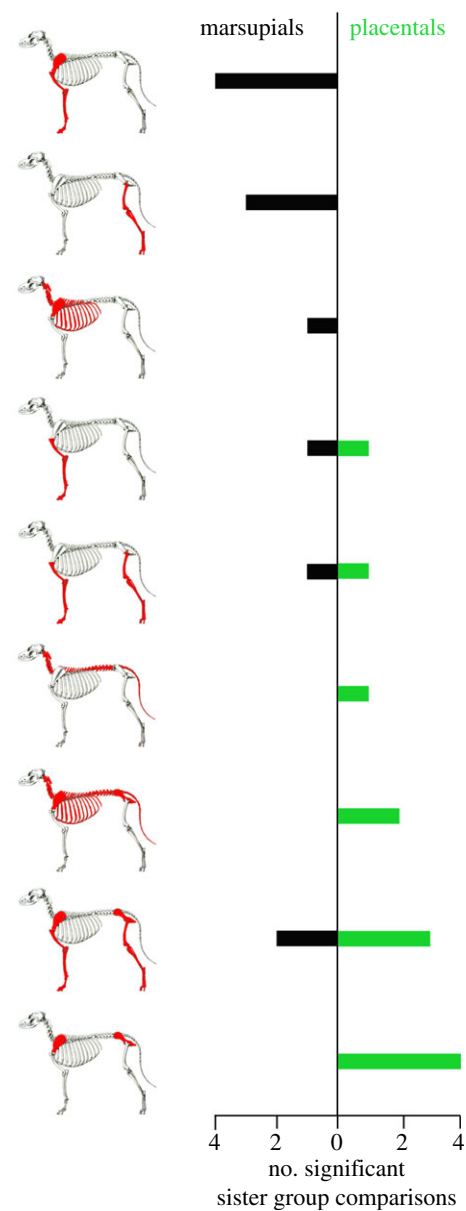 marsupials placentals
4 2 0 2 4
no. significant
sister group comparisons